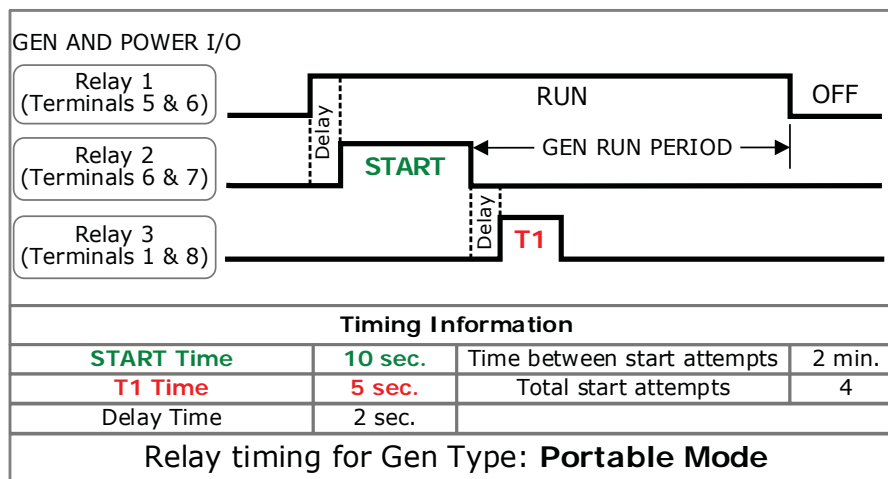 GEN AND POWER I/O
Relay 1
(Terminals 5 & 6)
RUN
OFF
Delay
Relay 2
(Terminals 6 & 7)
START
GEN RUN PERIOD
Relay 3
(Terminals 1 & 8)
Delay
T1
Timing Information
START Time 10 sec. Time between start attempts 2 min.
T1 Time 5 sec. Total start attempts 4
Delay Time 2 sec.
Relay timing for Gen Type: Portable Mode